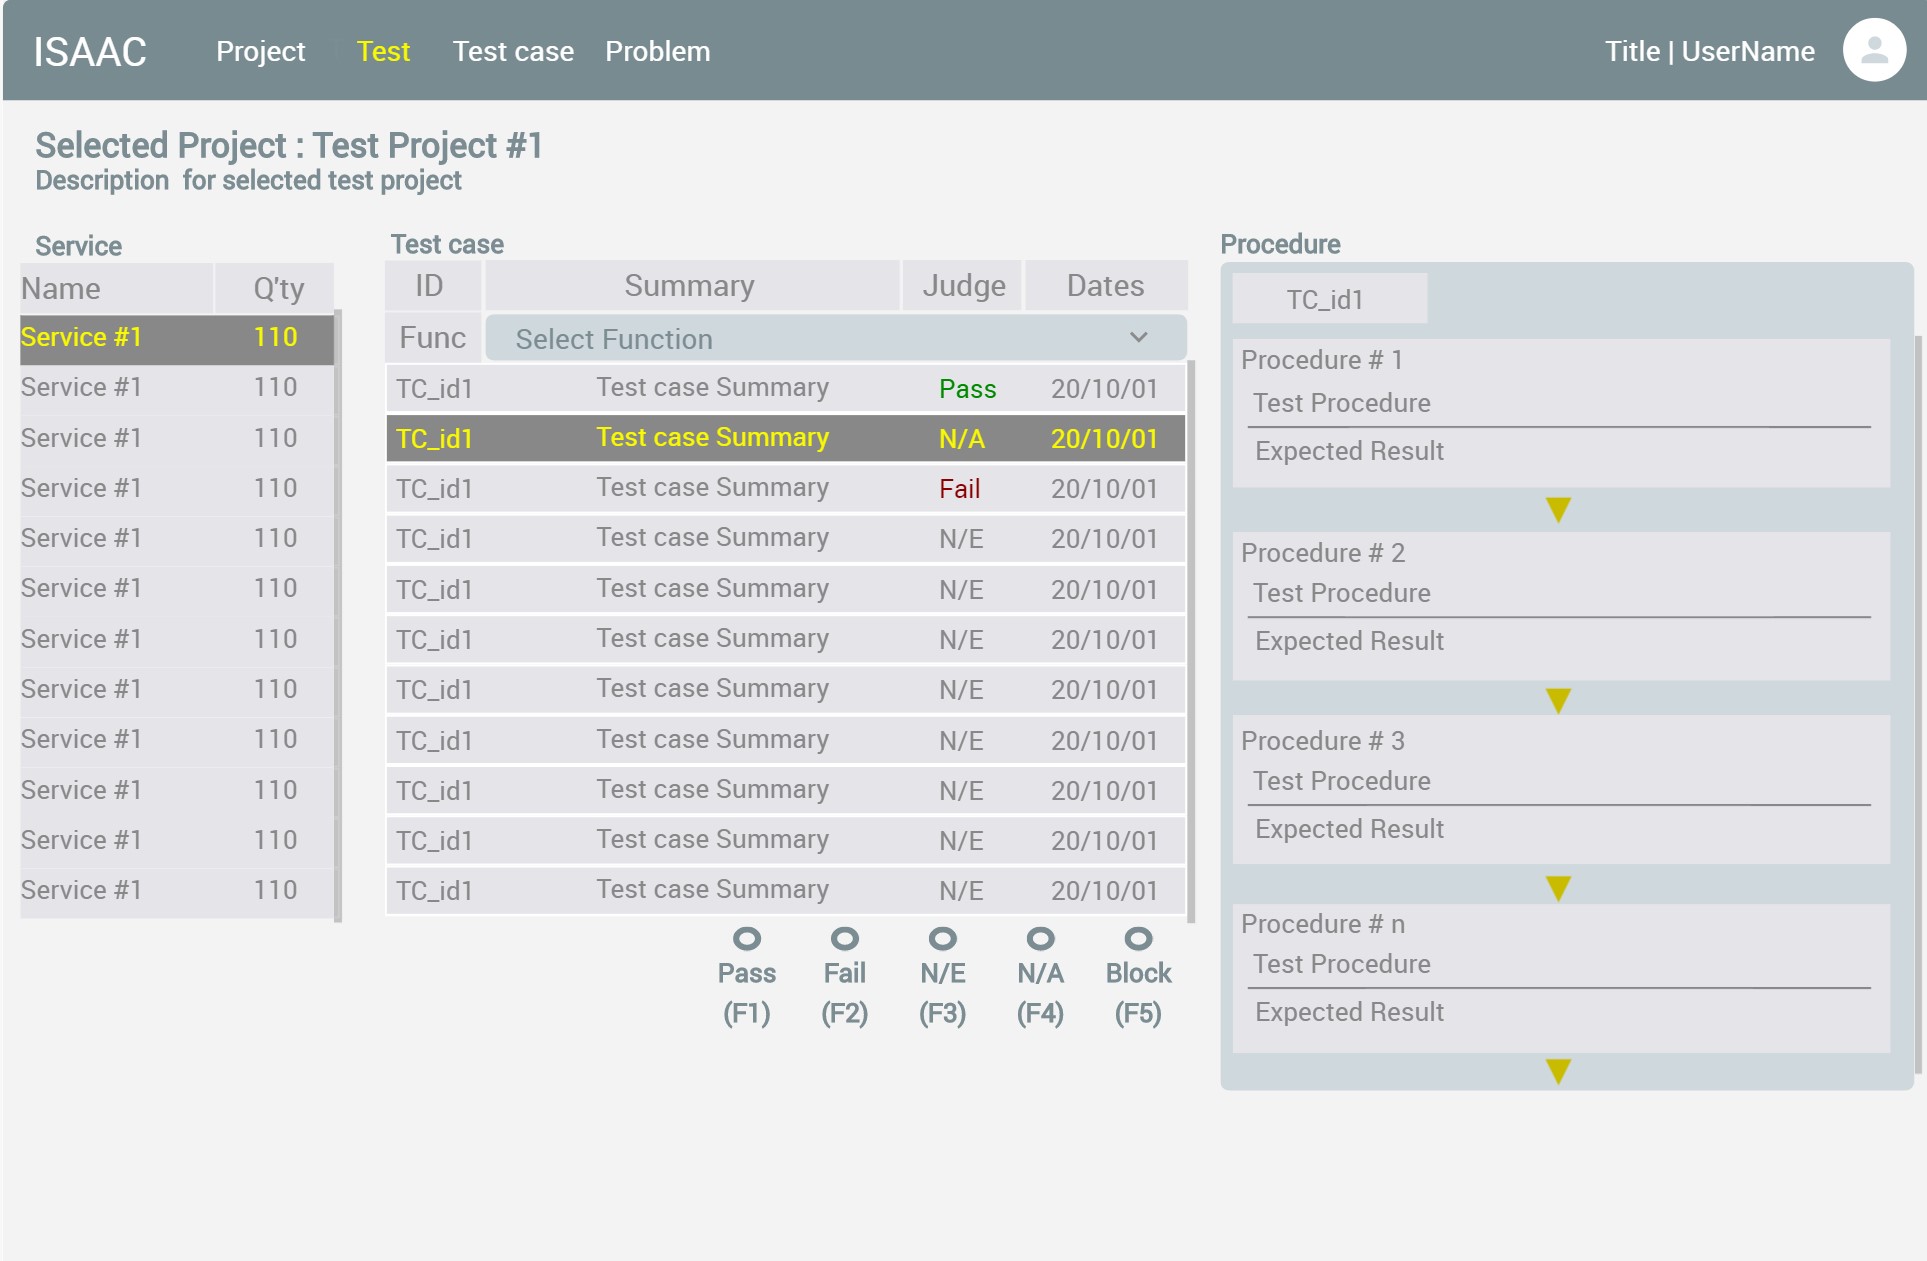 ISAAC Project Test Test case Problem Title | UserName
Selected Project : Test Project #1
Description for selected test project
Service
Name Q'ty
Service #1 110
Service #1 110
Service #1 110
Service #1 110
Service #1 110
Service #1 110
Service #1 110
Service #1 110
Service #1 110
Service #1 110
Service #1 110
Service #1 110
Test case
ID Summary Judge Dates
Func Select Function
TC_id1 Test case Summary Pass 20/10/01
TC_id1 Test case Summary N/A 20/10/01
TC_id1 Test case Summary Fail 20/10/01
TC_id1 Test case Summary N/E 20/10/01
TC_id1 Test case Summary N/E 20/10/01
TC_id1 Test case Summary N/E 20/10/01
TC_id1 Test case Summary N/E 20/10/01
TC_id1 Test case Summary N/E 20/10/01
TC_id1 Test case Summary N/E 20/10/01
TC_id1 Test case Summary N/E 20/10/01
TC_id1 Test case Summary N/E 20/10/01
Pass Fail N/E N/A Block
(F1) (F2) (F3) (F4) (F5)
Procedure
TC_id1
Procedure # 1
Test Procedure
Expected Result
Procedure # 2
Test Procedure
Expected Result
Procedure # 3
Test Procedure
Expected Result
Procedure # n
Test Procedure
Expected Result